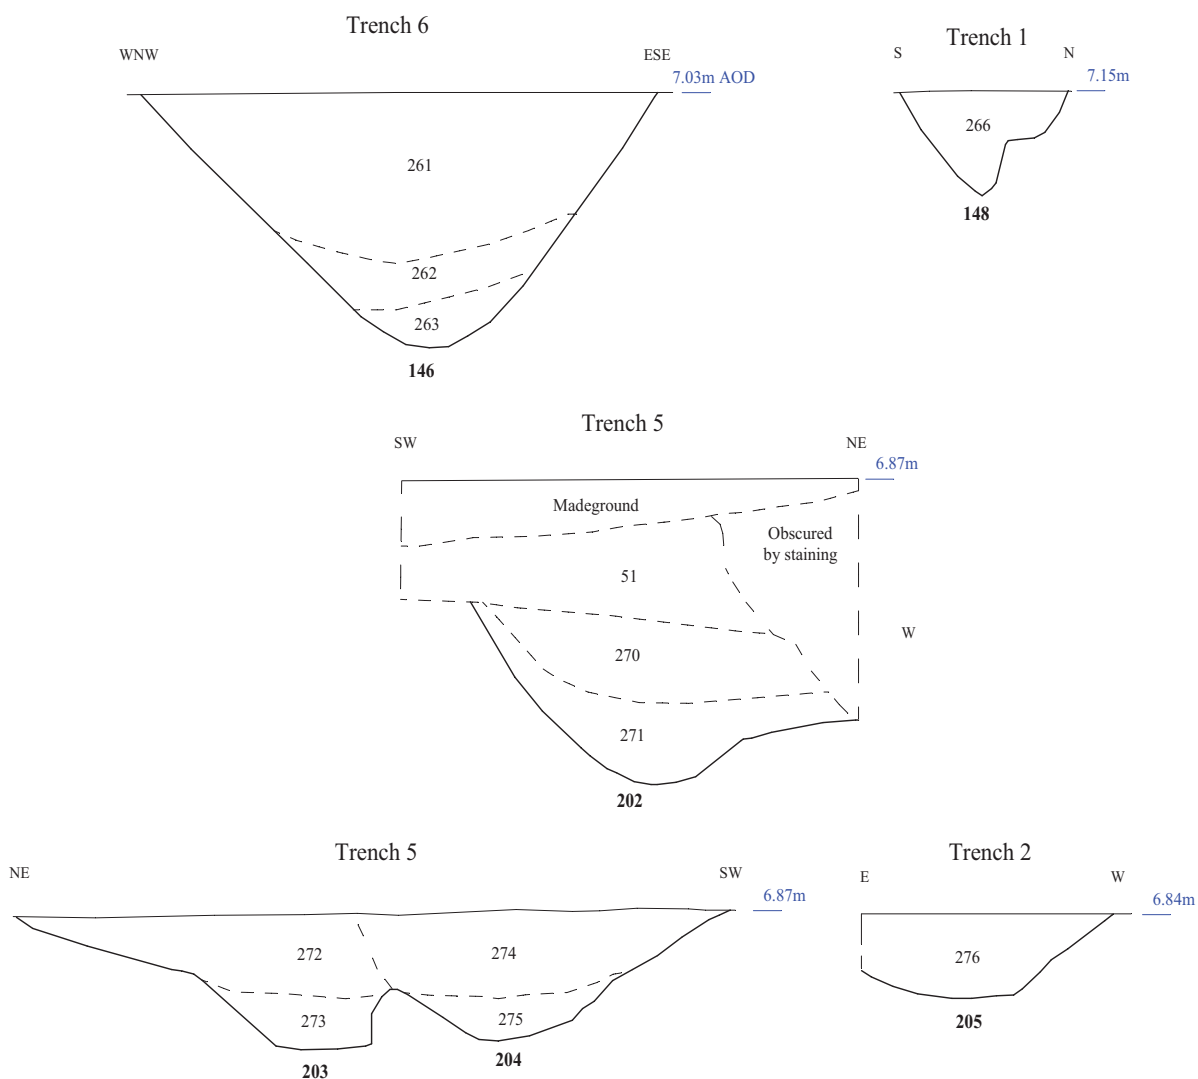 Trench 6
WNW
ESE
7.03m AOD
261
262
263
146
Trench 1
S
N
7.15m
266
148
Trench 5
SW
NE
6.87m
Madeground
Obscured
by staining
51
W
270
271
202
Trench 5
NE
SW
6.87m
272
274
273
275
203
204
Trench 2
E
W
6.84m
276
205